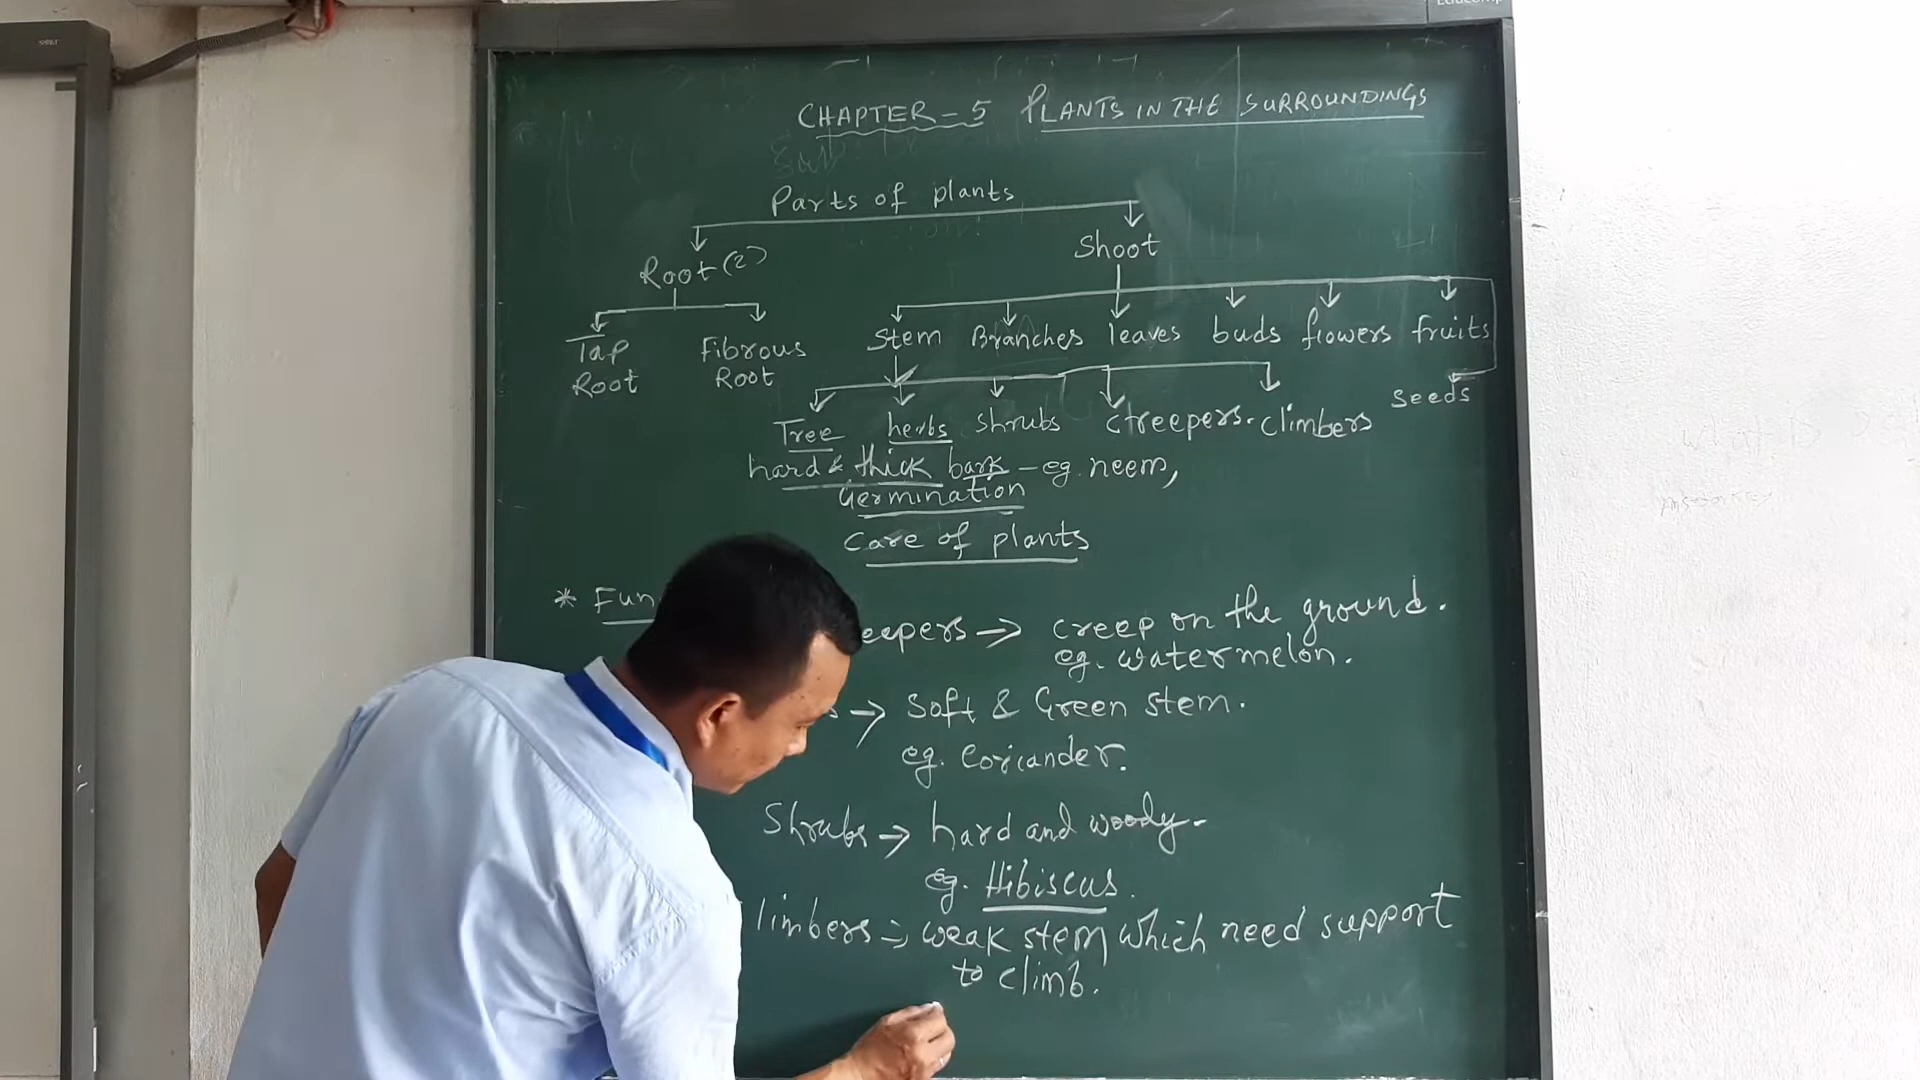 CHAPTER - 5 PLANTS IN THE SURROUNDINGS
Parts of plants
Root (2) Shoot
Tap Root Fibrous Root
Stem Branches leaves buds flowers fruits
seeds
Tree herbs shrubs creepers. climbers
hard & thick bark - eg. neem,
Germination
Care of plants
* Fun
eepers → creep on the ground.
eg. watermelon.
s → Soft & Green stem.
eg. Coriander.
Shrubs → hard and woody.
eg. Hibiscus.
limbers → weak stem which need support
to climb.